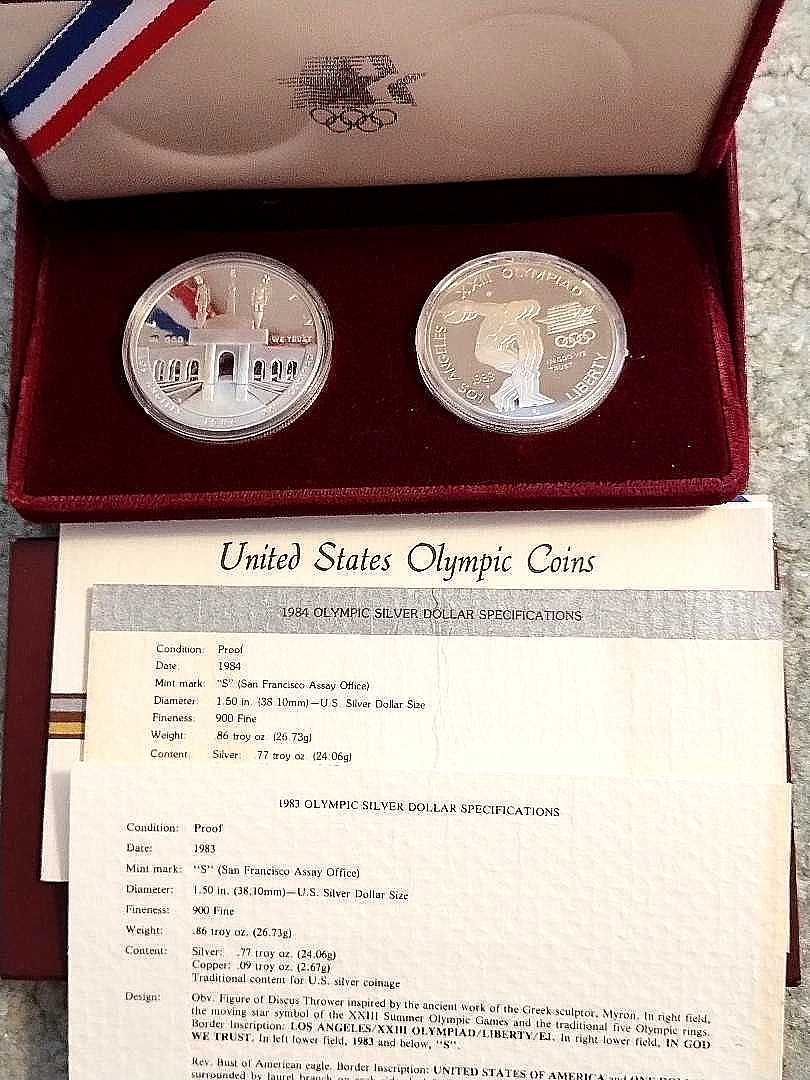 IN GOD WE TRUST
LIBERTY
XXIII OLYMPIAD
LOS ANGELES
1983
S
IN GOD WE
TRUST
LIBERTY
United States Olympic Coins
1984 OLYMPIC SILVER DOLLAR SPECIFICATIONS
Condition: Proof
Date: 1984
Mint mark: "S" (San Francisco Assay Office)
Diameter: 1.50 in. (38.10mm)—U.S. Silver Dollar Size
Fineness: 900 Fine
Weight: .86 troy oz. (26.73g)
Content: Silver: .77 troy oz. (24.06g)
1983 OLYMPIC SILVER DOLLAR SPECIFICATIONS
Condition: Proof
Date: 1983
Mint mark: "S" (San Francisco Assay Office)
Diameter: 1.50 in. (38.10mm)—U.S. Silver Dollar Size
Fineness: 900 Fine
Weight: .86 troy oz. (26.73g)
Content: Silver: .77 troy oz. (24.06g)
Copper: .09 troy oz. (2.67g)
Traditional content for U.S. silver coinage
Design: Obv. Figure of Discus Thrower inspired by the ancient work of the Greek sculptor, Myron. In right field,
the moving star symbol of the XXIII Summer Olympic Games and the traditional five Olympic rings.
Border Inscription: LOS ANGELES/XXIII OLYMPIAD/LIBERTY/EJ. In right lower field, IN GOD
WE TRUST. In left lower field, 1983 and below, "S".
Rev. Bust of American eagle. Border Inscription: UNITED STATES OF AMERICA and ONE
surrounded by laurel branch on each side